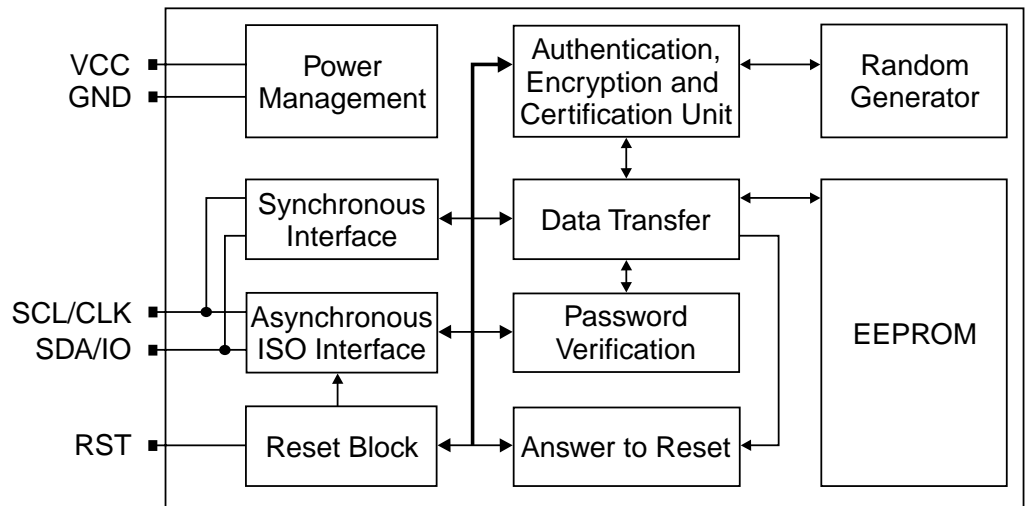 VCC
GND
Power
Management
Authentication,
Encryption and
Certification Unit
Random
Generator
Synchronous
Interface
Data Transfer
SCL/CLK
SDA/IO
Asynchronous
ISO Interface
Password
Verification
EEPROM
RST
Reset Block
Answer to Reset